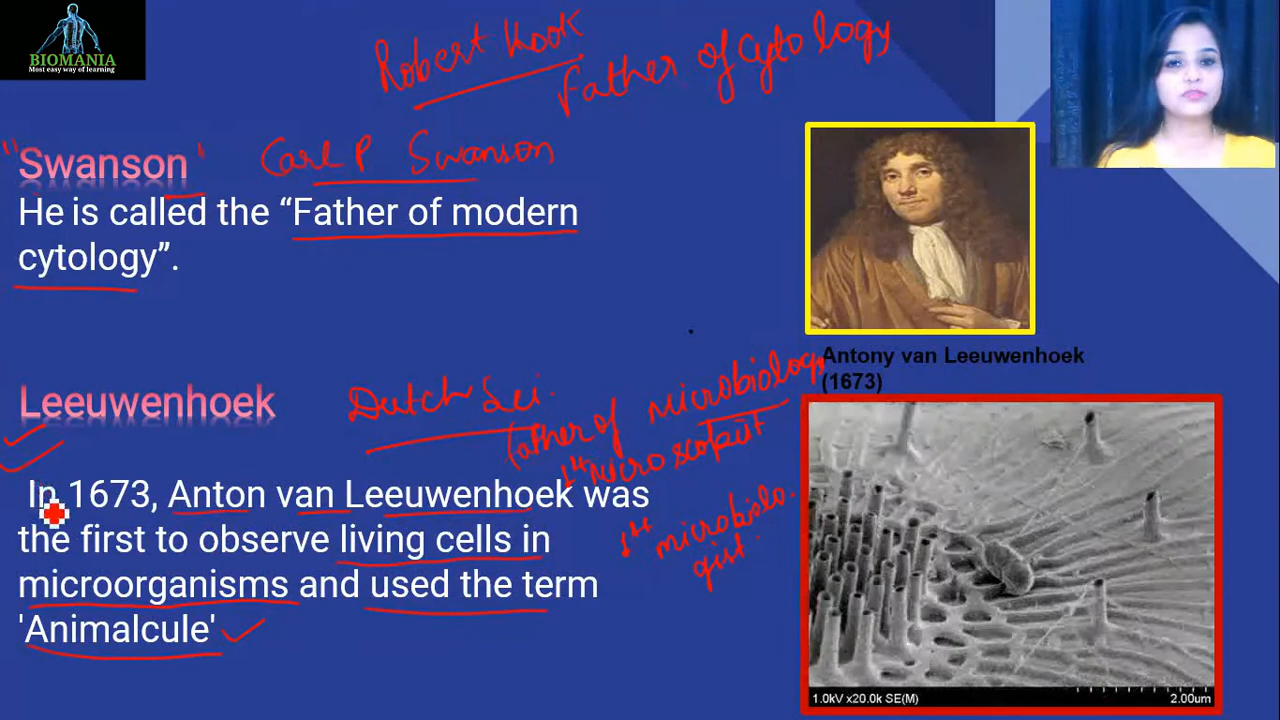 BIOMANIA
Most easy way of learning
Robert Hook
Father of Cytology
"Swanson"
Carl P Swanson
He is called the “Father of modern
cytology”.
Antony van Leeuwenhoek
(1673)
Leeuwenhoek
Dutch Sci.
Father of microbiology
1st microscopist
In 1673, Anton van Leeuwenhoek was
the first to observe living cells in
microorganisms and used the term
'Animalcule'
1st microbiolo.
gist.
1.0kV x20.0k SE(M)
2.00um